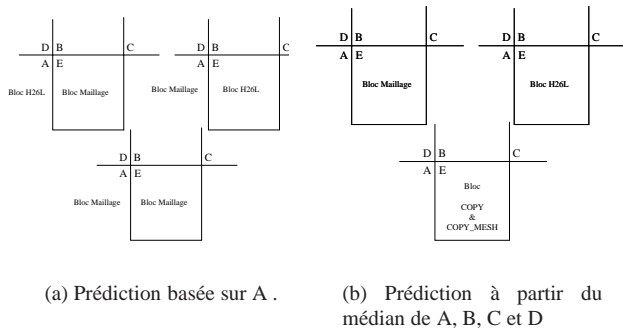 D B C D B C
A E A E
Bloc H26L Bloc Maillage Bloc Maillage Bloc H26L
D B C
A E
Bloc Maillage Bloc Maillage
(a) Prédiction basée sur A .
D B C D B C
A E A E
Bloc Maillage Bloc H26L
D B C
A E
Bloc
COPY
&
COPY_MESH
(b) Prédiction à partir du
médian de A, B, C et D